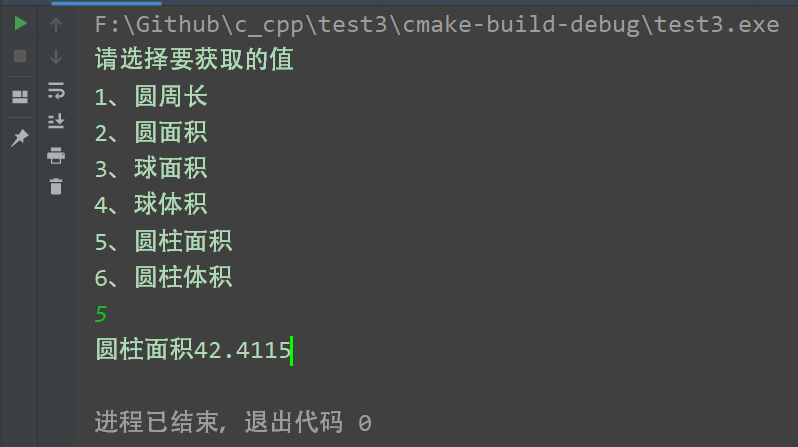 F:\Github\c_cpp\test3\cmake-build-debug\test3.exe
请选择要获取的值
1、圆周长
2、圆面积
3、球面积
4、球体积
5、圆柱面积
6、圆柱体积
5
圆柱面积42.4115
进程已结束, 退出代码 0